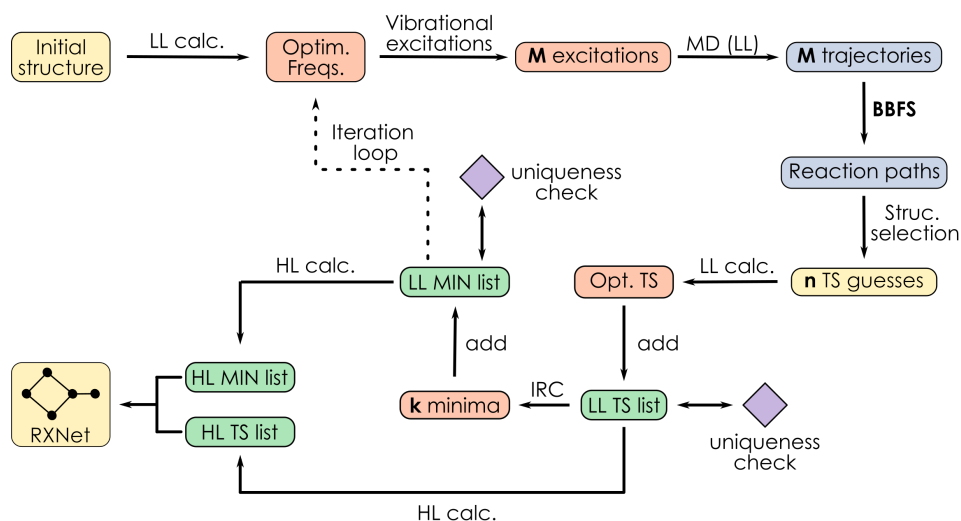 Initial
structure
LL calc.
Optim.
Freqs.
Vibrational
excitations
M excitations
MD (LL)
M trajectories
BBFS
Reaction paths
Struc.
selection
n TS guesses
LL calc.
Opt. TS
add
LL TS list
uniqueness
check
IRC
k minima
add
LL MIN list
uniqueness
check
Iteration
loop
HL calc.
HL MIN list
HL TS list
HL calc.
RXNet